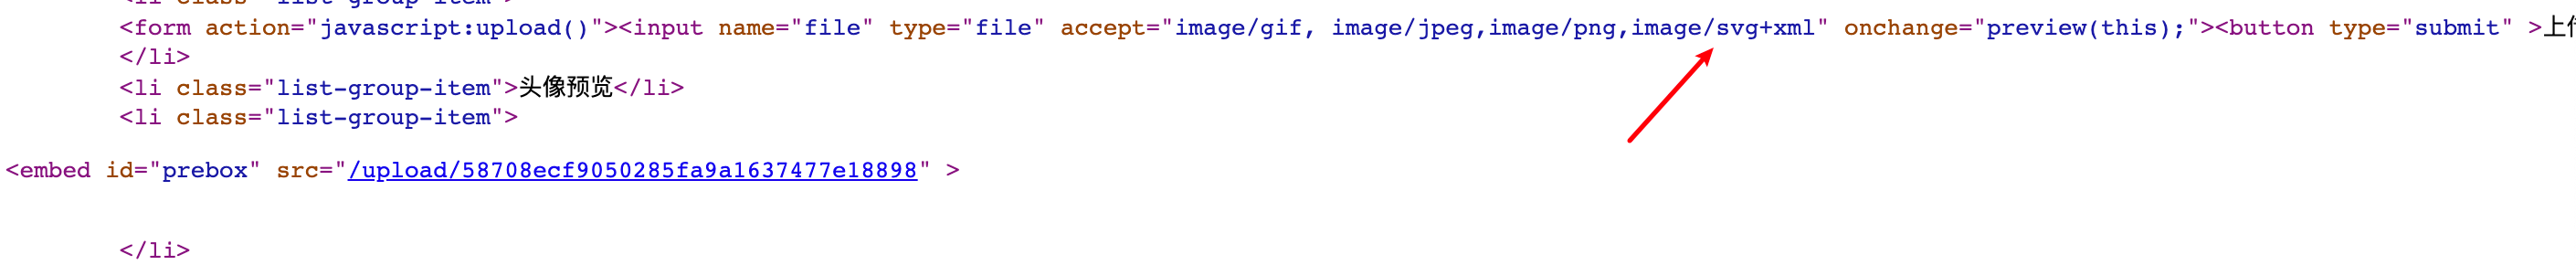 <form action="javascript:upload()"><input name="file" type="file" accept="image/gif, image/jpeg,image/png,image/svg+xml" onchange="preview(this);"><button type="submit" >上
</li>
<li class="list-group-item">头像预览</li>
<li class="list-group-item">
<embed id="prebox" src="/upload/58708ecf9050285fa9a1637477e18898" >
</li>